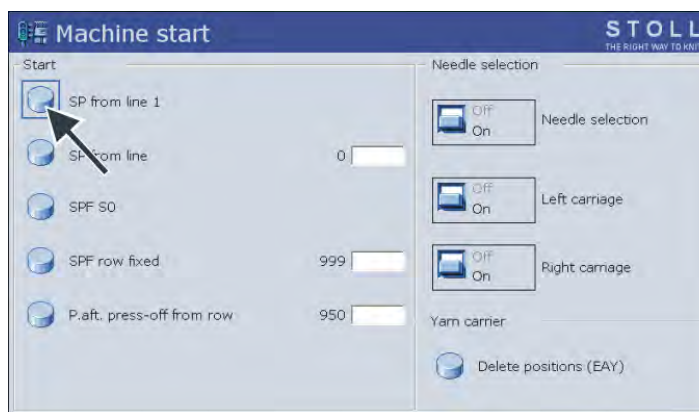 Machine start
STOLL
THE RIGHT WAY TO KNIT
Start
SP from line 1
SP from line 0
SPF S0
SPF row fixed 999
P.aft. press-off from row 950
Needle selection
Off
On
Needle selection
Off
On
Left carriage
Off
On
Right carriage
Yarn carrier
Delete positions (EAY)